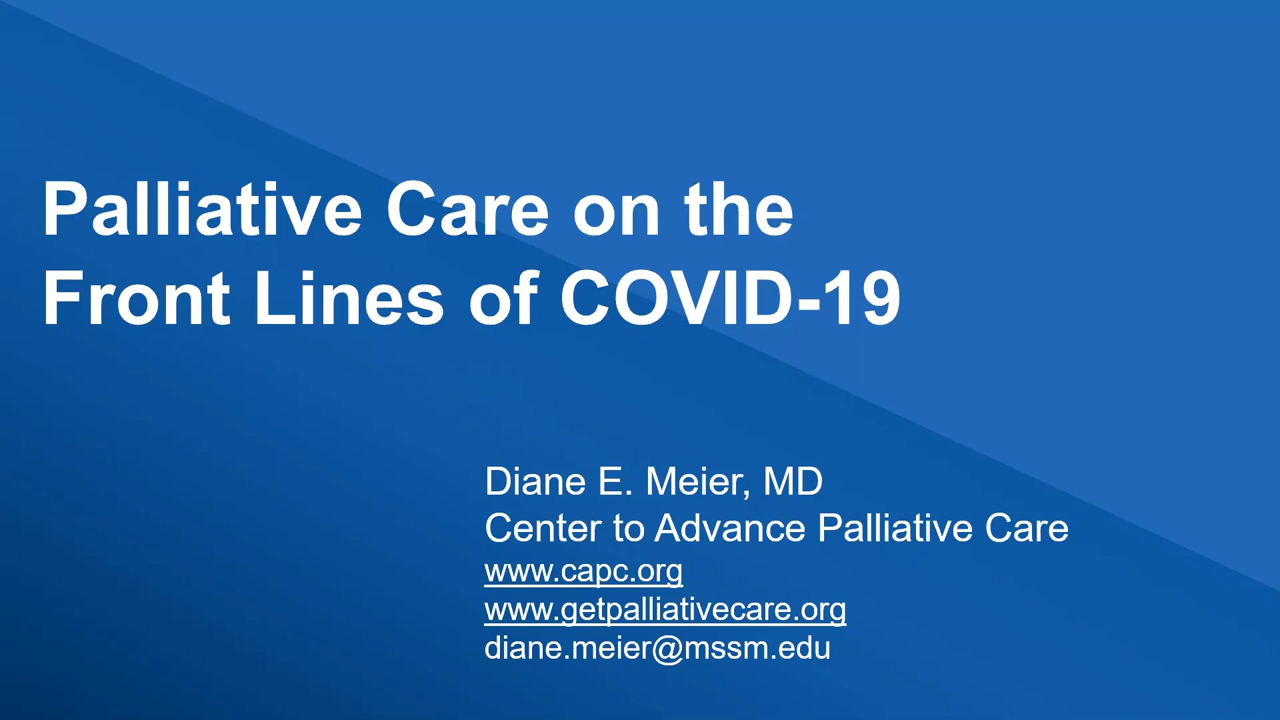 Palliative Care on the
Front Lines of COVID-19
Diane E. Meier, MD
Center to Advance Palliative Care
www.capc.org
www.getpalliativecare.org
diane.meier@mssm.edu